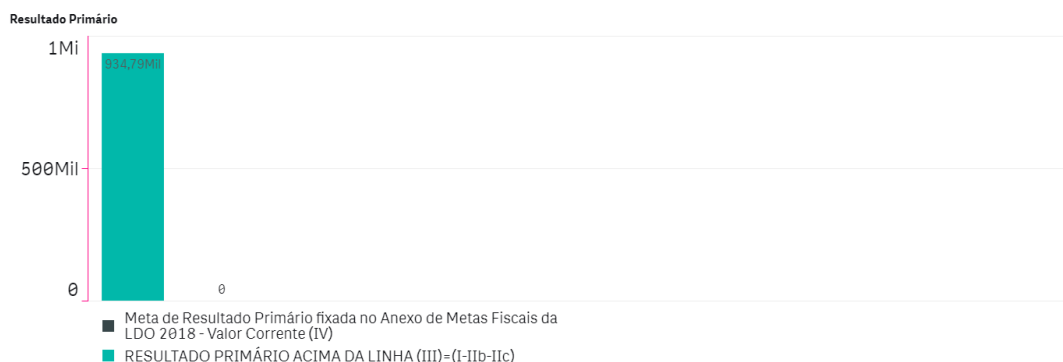 Resultado Primário
1Mi
934,79Mil
500Mil
0
0
Meta de Resultado Primário fixada no Anexo de Metas Fiscais da
LDO 2018 - Valor Corrente (IV)
RESULTADO PRIMÁRIO ACIMA DA LINHA (III)=(I-IIb-IIc)